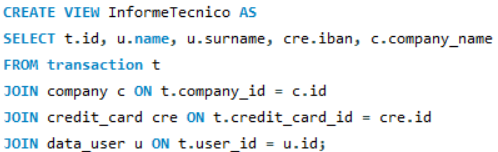 CREATE VIEW InformeTecnico AS
SELECT t.id, u.name, u.surname, cre.iban, c.company_name
FROM transaction t
JOIN company c ON t.company_id = c.id
JOIN credit_card cre ON t.credit_card_id = cre.id
JOIN data_user u ON t.user_id = u.id;